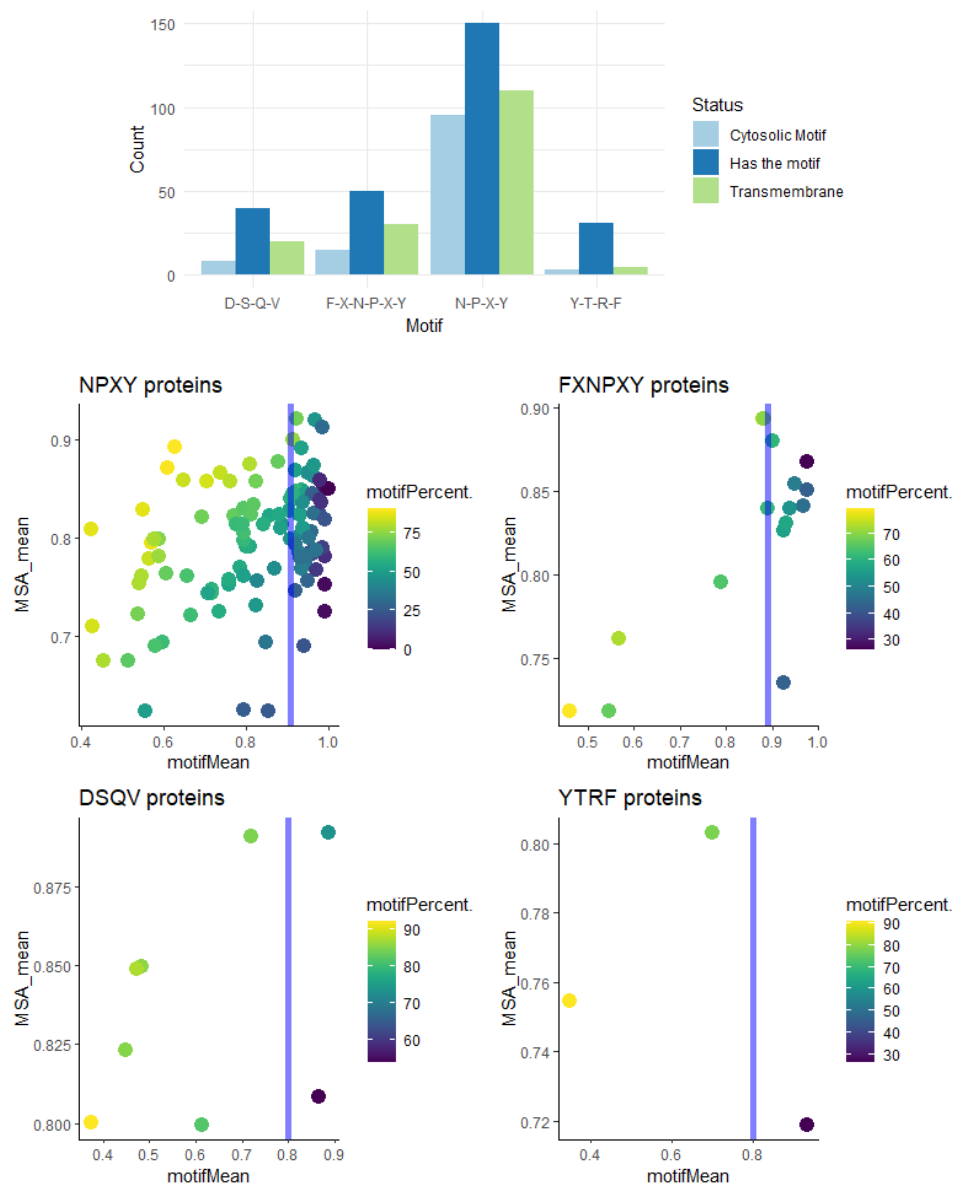 150
100
50
0
Count
D-S-Q-V F-X-N-P-X-Y N-P-X-Y Y-T-R-F
Motif
Status
Cytosolic Motif
Has the motif
Transmembrane
NPXY proteins
0.9
0.8
0.7
MSA_mean
0.4 0.6 0.8 1.0
motifMean
motifPercent.
75
50
25
0
FXNPXY proteins
0.90
0.85
0.80
0.75
MSA_mean
0.5 0.6 0.7 0.8 0.9 1.0
motifMean
motifPercent.
70
60
50
40
30
DSQV proteins
0.875
0.850
0.825
0.800
MSA_mean
0.4 0.5 0.6 0.7 0.8 0.9
motifMean
motifPercent.
90
80
70
60
YTRF proteins
0.80
0.78
0.76
0.74
0.72
MSA_mean
0.4 0.6 0.8
motifMean
motifPercent.
90
80
70
60
50
40
30